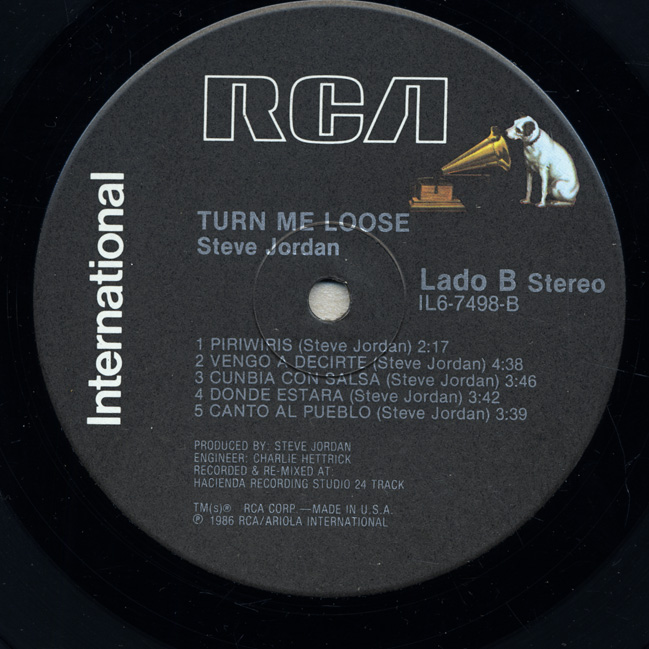 RCA
International
TURN ME LOOSE
Steve Jordan
Lado B Stereo
IL6-7498-B
1 PIRIWIRIS (Steve Jordan) 2:17
2 VENGO A DECIRTE (Steve Jordan) 4:38
3 CUNBIA CON SALSA (Steve Jordan) 3:46
4 DONDE ESTARA (Steve Jordan) 3:42
5 CANTO AL PUEBLO (Steve Jordan) 3:39
PRODUCED BY: STEVE JORDAN
ENGINEER: CHARLIE HETTRICK
RECORDED & RE-MIXED AT:
HACIENDA RECORDING STUDIO 24 TRACK
TM(s)® RCA CORP.—MADE IN U.S.A.
℗ 1986 RCA/ARIOLA INTERNATIONAL